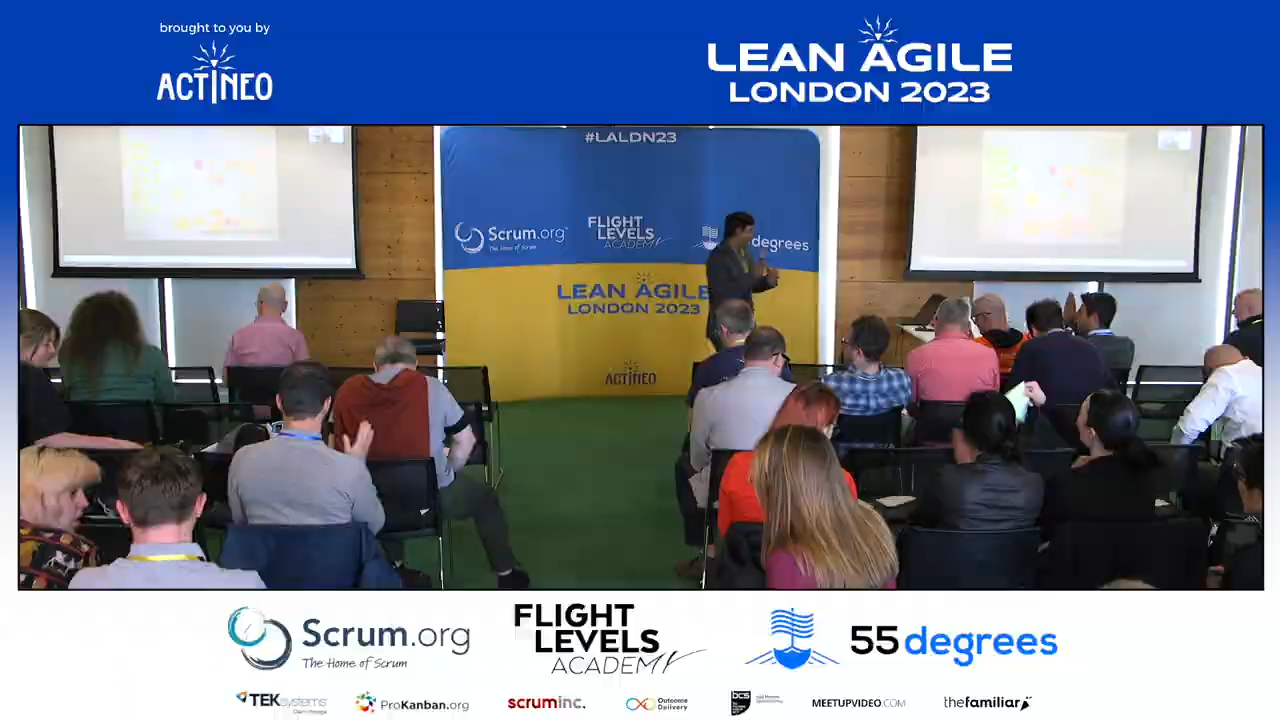 brought to you by
ACTINEO
LEAN AGILE
LONDON 2023
#LALDN23
Scrum.org
The Home of Scrum
FLIGHT
LEVELS
ACADEMY
degrees
LEAN AGILE
LONDON 2023
ACTINEO
Scrum.org
The Home of Scrum
FLIGHT
LEVELS
ACADEMY
55 degrees
TEKsystems
ProKanban.org
scruminc.
Outcome
Delivery
bcs
MEETUPVIDEO.COM
thefamiliar